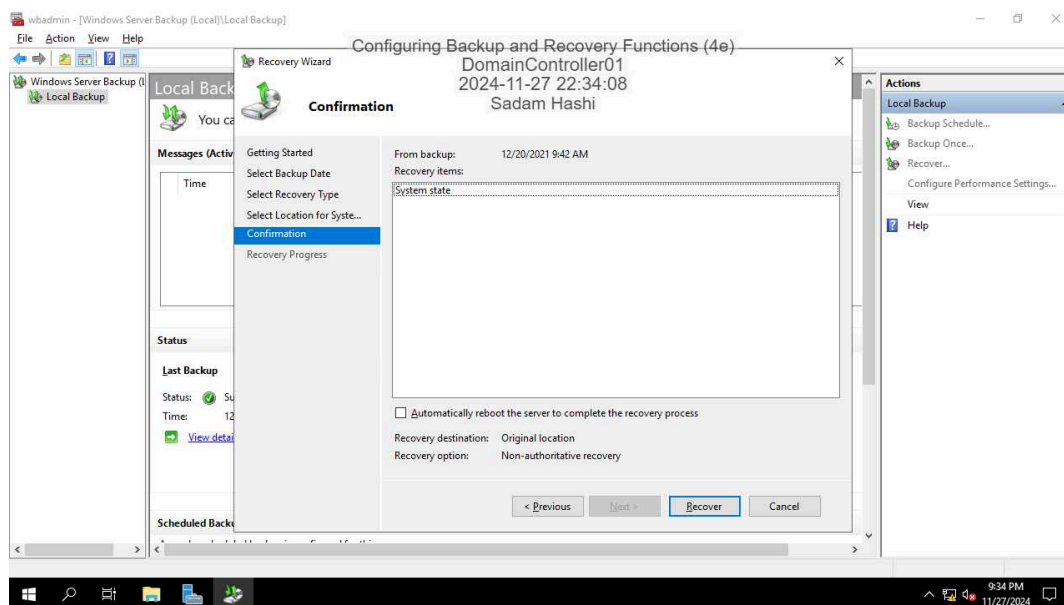 wbadmin - [Windows Server Backup (Local)\Local Backup]
File Action View Help
Configuring Backup and Recovery Functions (4e)
DomainController01
2024-11-27 22:34:08
Sadam Hashi
Windows Server Backup (L
Local Backup
Local Back
You ca
Messages (Activ
Time
Status
Last Backup
Status: Su
Time: 12
View detai
Scheduled Backu
Recovery Wizard
Confirmation
Getting Started
Select Backup Date
Select Recovery Type
Select Location for Syste...
Confirmation
Recovery Progress
From backup: 12/20/2021 9:42 AM
Recovery items:
System state
Automatically reboot the server to complete the recovery process
Recovery destination: Original location
Recovery option: Non-authoritative recovery
< Previous Next > Recover Cancel
Actions
Local Backup
Backup Schedule...
Backup Once...
Recover...
Configure Performance Settings...
View
Help
9:34 PM
11/27/2024